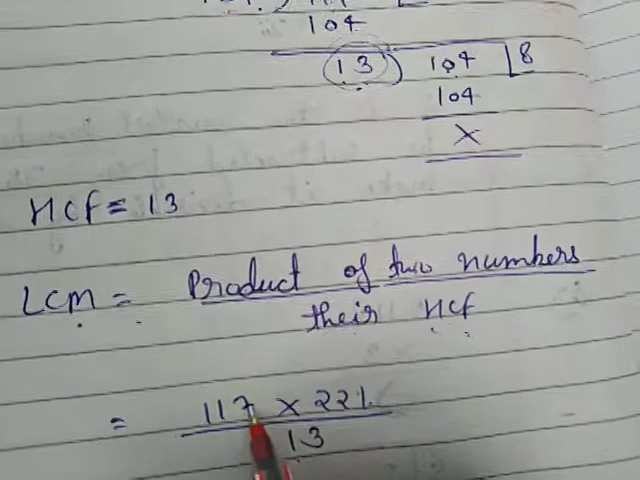 104
13) 104 | 8
104
×
HCF = 13
LCM = Product of two numbers
their HCF
= 117 × 221
13